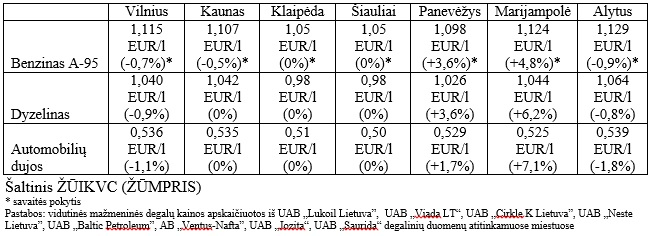 Vilnius Kaunas Klaipėda Šiauliai Panevėžys Marijampolė Alytus
1,115 1,107 1,05 1,05 1,098 1,124 1,129
EUR/l EUR/l EUR/l EUR/l EUR/l EUR/l EUR/l
Benzinas A-95 (-0,7%)* (-0,5%)* (0%)* (0%)* (+3,6%)* (+4,8%)* (-0,9%)*
1,040 1,042 0,98 0,98 1,026 1,044 1,064
EUR/l EUR/l EUR/l EUR/l EUR/l EUR/l EUR/l
Dyzelinas (-0,9%) (0%) (0%) (0%) (+3,6%) (+6,2%) (-0,8%)
0,536 0,535 0,51 0,50 0,529 0,525 0,539
Automobilių EUR/l EUR/l EUR/l EUR/l EUR/l EUR/l EUR/l
dujos (-1,1%) (0%) (0%) (0%) (+1,7%) (+7,1%) (-1,8%)
Šaltinis ŽŪIKVC (ŽŪMPRIS)
* savaitės pokytis
Pastabos: vidutinės mažmeninės degalų kainos apskaičiuotos iš UAB „Lukoil Lietuva”, UAB „Viada LT“, UAB „Cirkle K Lietuva”, UAB „Neste
Lietuva”, UAB „Baltic Petroleum”, AB „Ventus-Nafta”, UAB „Jozita”, UAB „Saurida” degalinių duomenų atitinkamuose miestuose